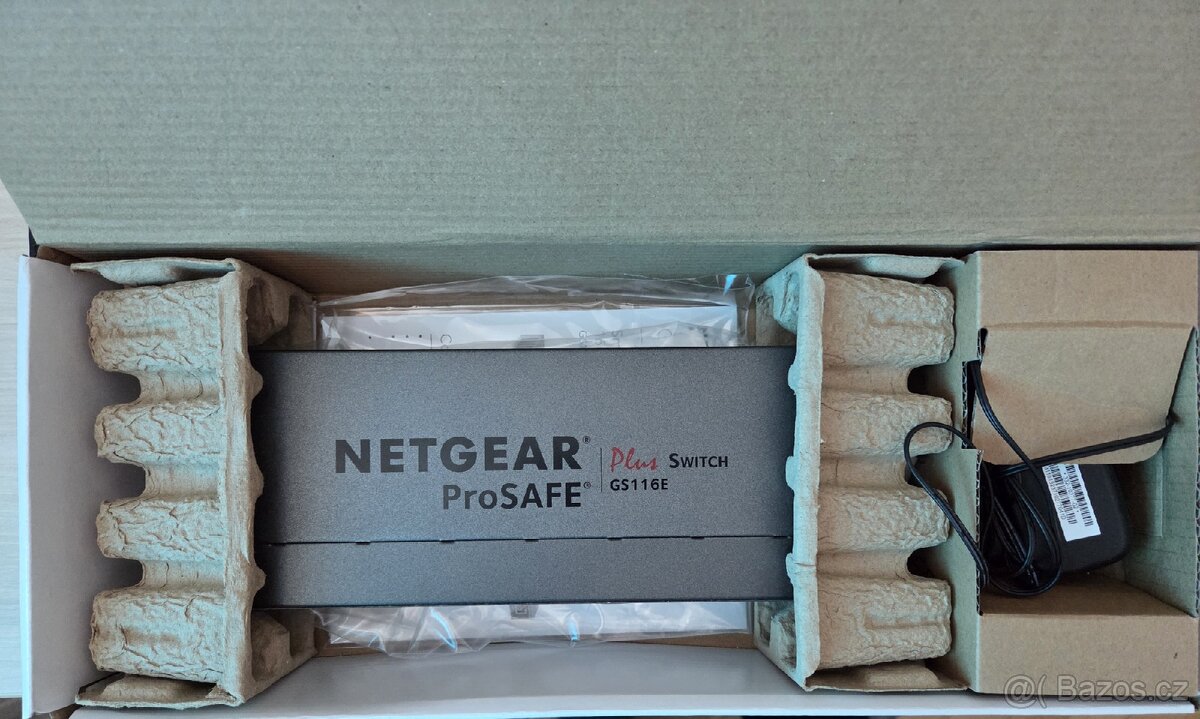 NETGEAR® | Plus SWITCH
ProSAFE® | GS116E
@( Bazos.cz